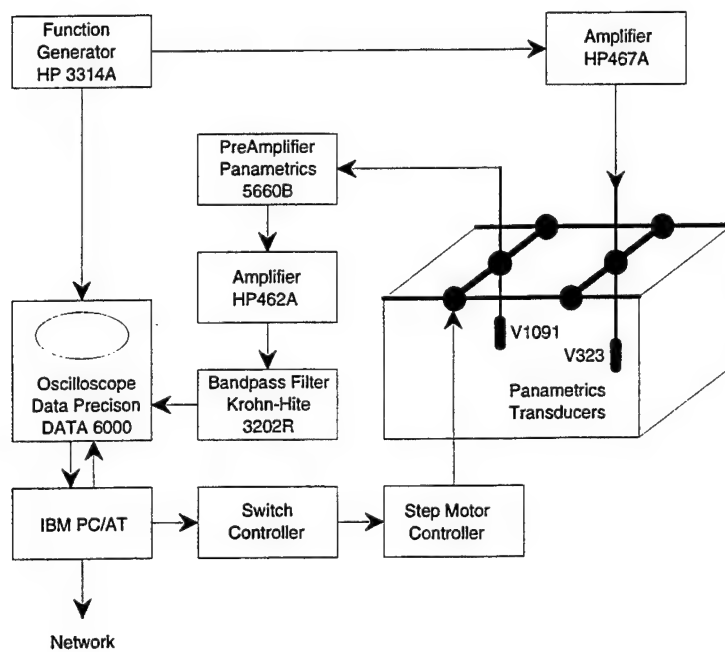 Function
Generator
HP 3314A
Amplifier
HP467A
PreAmplifier
Panametrics
5660B
Amplifier
HP462A
V1091
V323
Oscilloscope
Data Precison
DATA 6000
Bandpass Filter
Krohn-Hite
3202R
Panametrics
Transducers
IBM PC/AT
Switch
Controller
Step Motor
Controller
Network